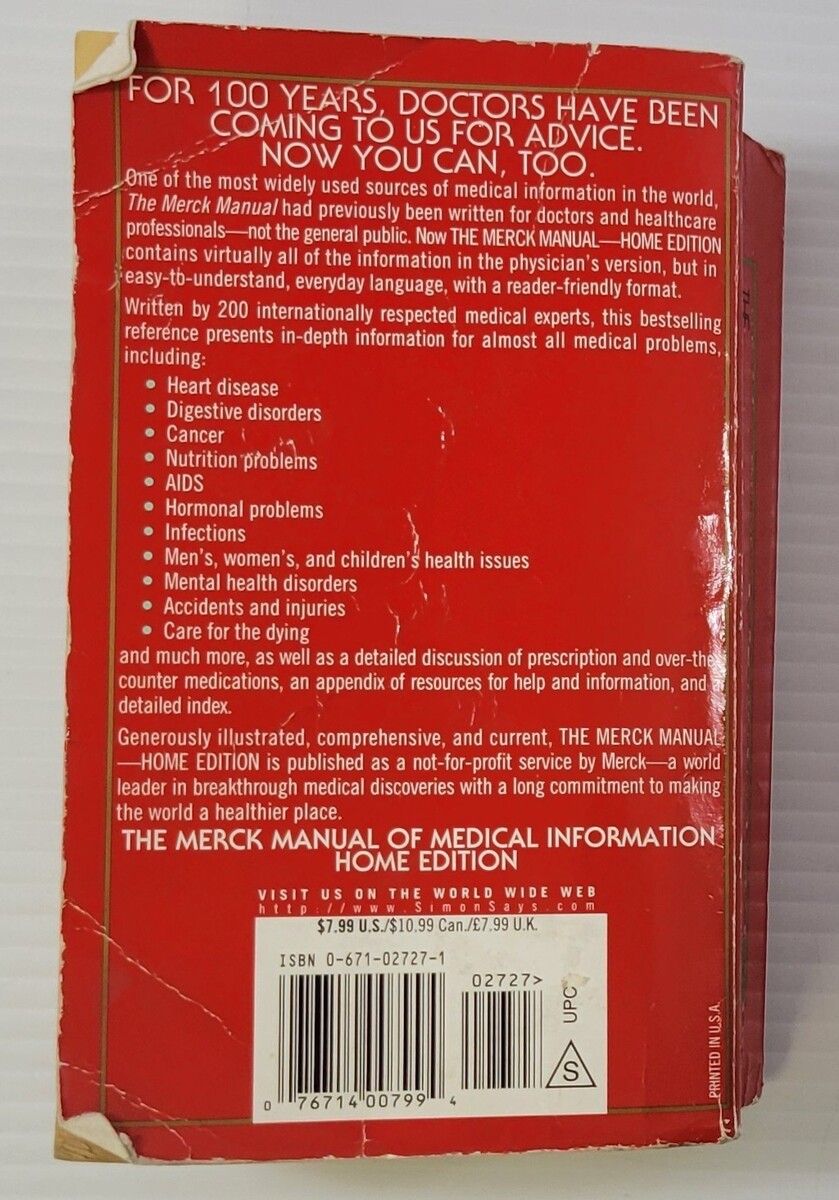 FOR 100 YEARS, DOCTORS HAVE BEEN
COMING TO US FOR ADVICE.
NOW YOU CAN, TOO.
One of the most widely used sources of medical information in the world,
The Merck Manual had previously been written for doctors and healthcare
professionals—not the general public. Now THE MERCK MANUAL—HOME EDITION
contains virtually all of the information in the physician's version, but in
easy-to-understand, everyday language, with a reader-friendly format.
Written by 200 internationally respected medical experts, this bestselling
reference presents in-depth information for almost all medical problems,
including:
• Heart disease
• Digestive disorders
• Cancer
• Nutrition problems
• AIDS
• Hormonal problems
• Infections
• Men's, women's, and children's health issues
• Mental health disorders
• Accidents and injuries
• Care for the dying
and much more, as well as a detailed discussion of prescription and over-the-
counter medications, an appendix of resources for help and information, and a
detailed index.
Generously illustrated, comprehensive, and current, THE MERCK MANUAL
—HOME EDITION is published as a not-for-profit service by Merck—a world
leader in breakthrough medical discoveries with a long commitment to making
the world a healthier place.
THE MERCK MANUAL OF MEDICAL INFORMATION
HOME EDITION
VISIT US ON THE WORLD WIDE WEB
http://www.SimonSays.com
$7.99 U.S./$10.99 Can./£7.99 U.K.
ISBN 0-671-02727-1
02727>
UPC
S
0 76714 00799 4
PRINTED IN U.S.A.